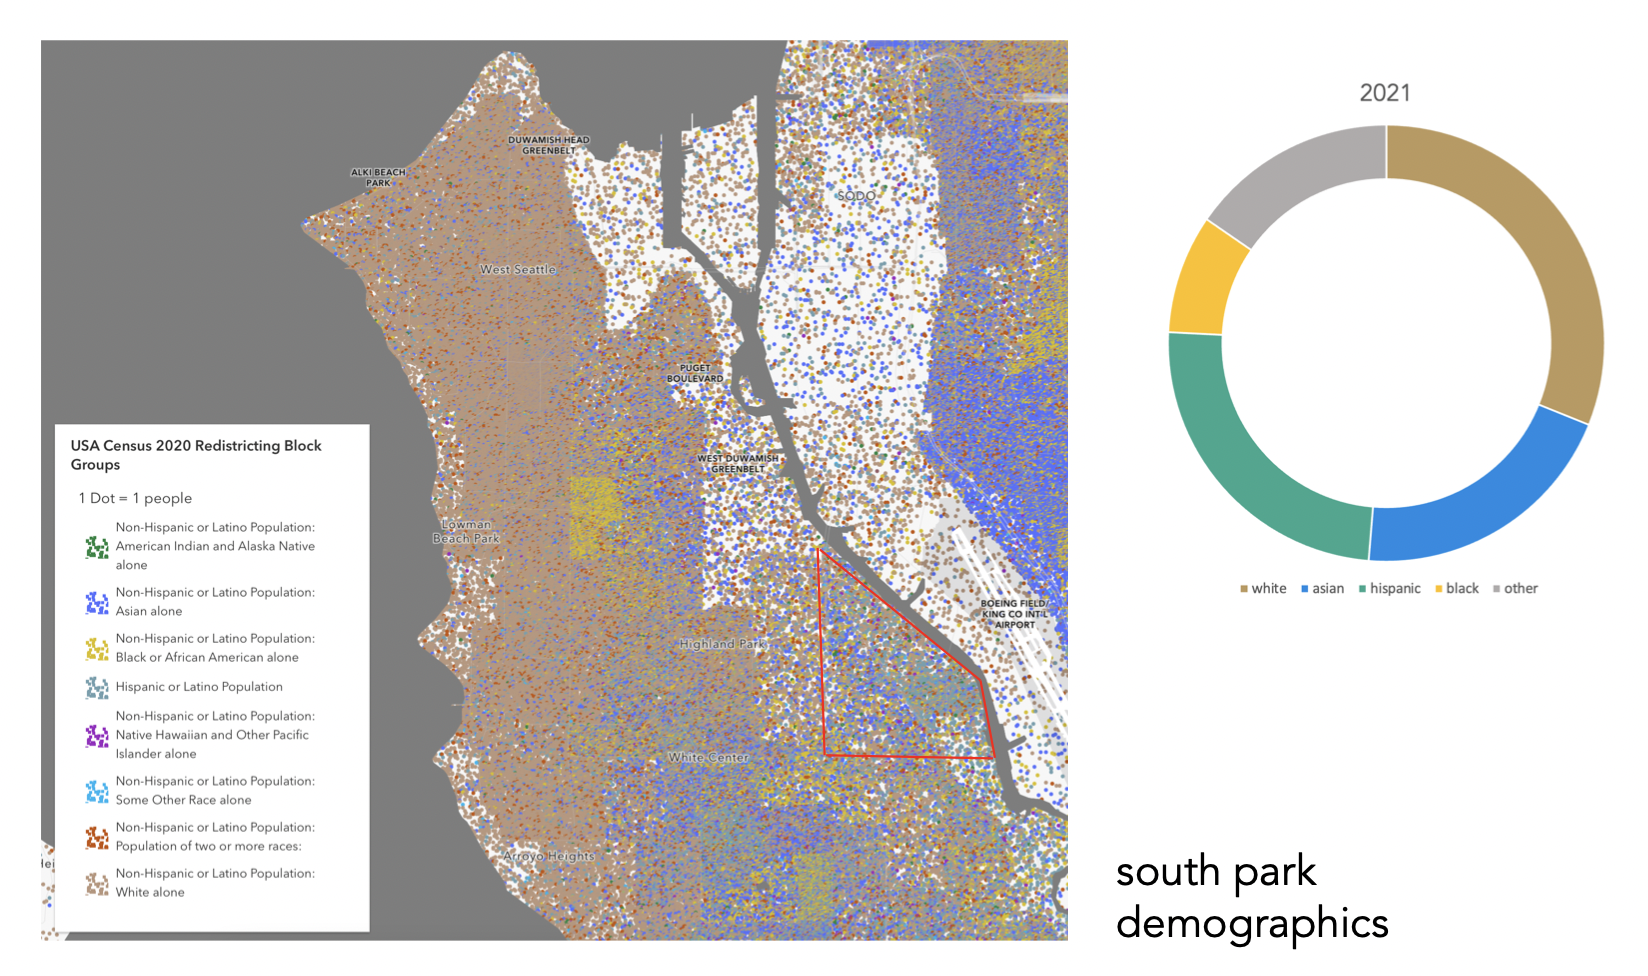 DUWAMISH HEAD
GREENBELT
ALKI BEACH
PARK
SODO
West Seattle
PUGET
BOULEVARD
WEST DUWAMISH
GREENBELT
Lowman
Beach Park
BOEING FIELD/
KING CO INT'L
AIRPORT
Highland Park
White Center
Arroyo Heights
USA Census 2020 Redistricting Block
Groups
1 Dot = 1 people
Non-Hispanic or Latino Population:
American Indian and Alaska Native
alone
Non-Hispanic or Latino Population:
Asian alone
Non-Hispanic or Latino Population:
Black or African American alone
Hispanic or Latino Population
Non-Hispanic or Latino Population:
Native Hawaiian and Other Pacific
Islander alone
Non-Hispanic or Latino Population:
Some Other Race alone
Non-Hispanic or Latino Population:
Population of two or more races:
Non-Hispanic or Latino Population:
White alone
2021
white asian hispanic black other
south park
demographics